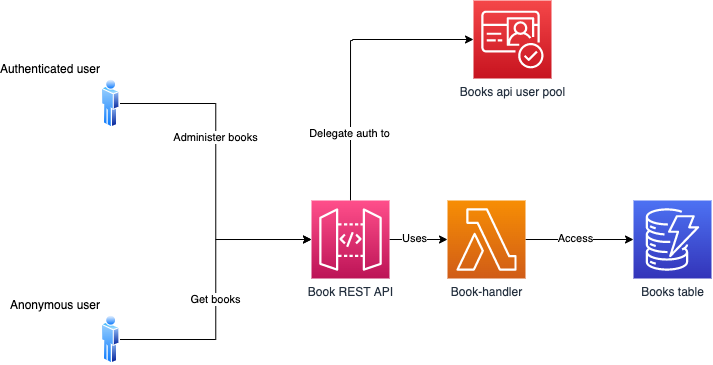 Authenticated user
Administer books
Anonymous user
Get books
Delegate auth to
Books api user pool
</>
Book REST API
Uses
Book-handler
Access
Books table